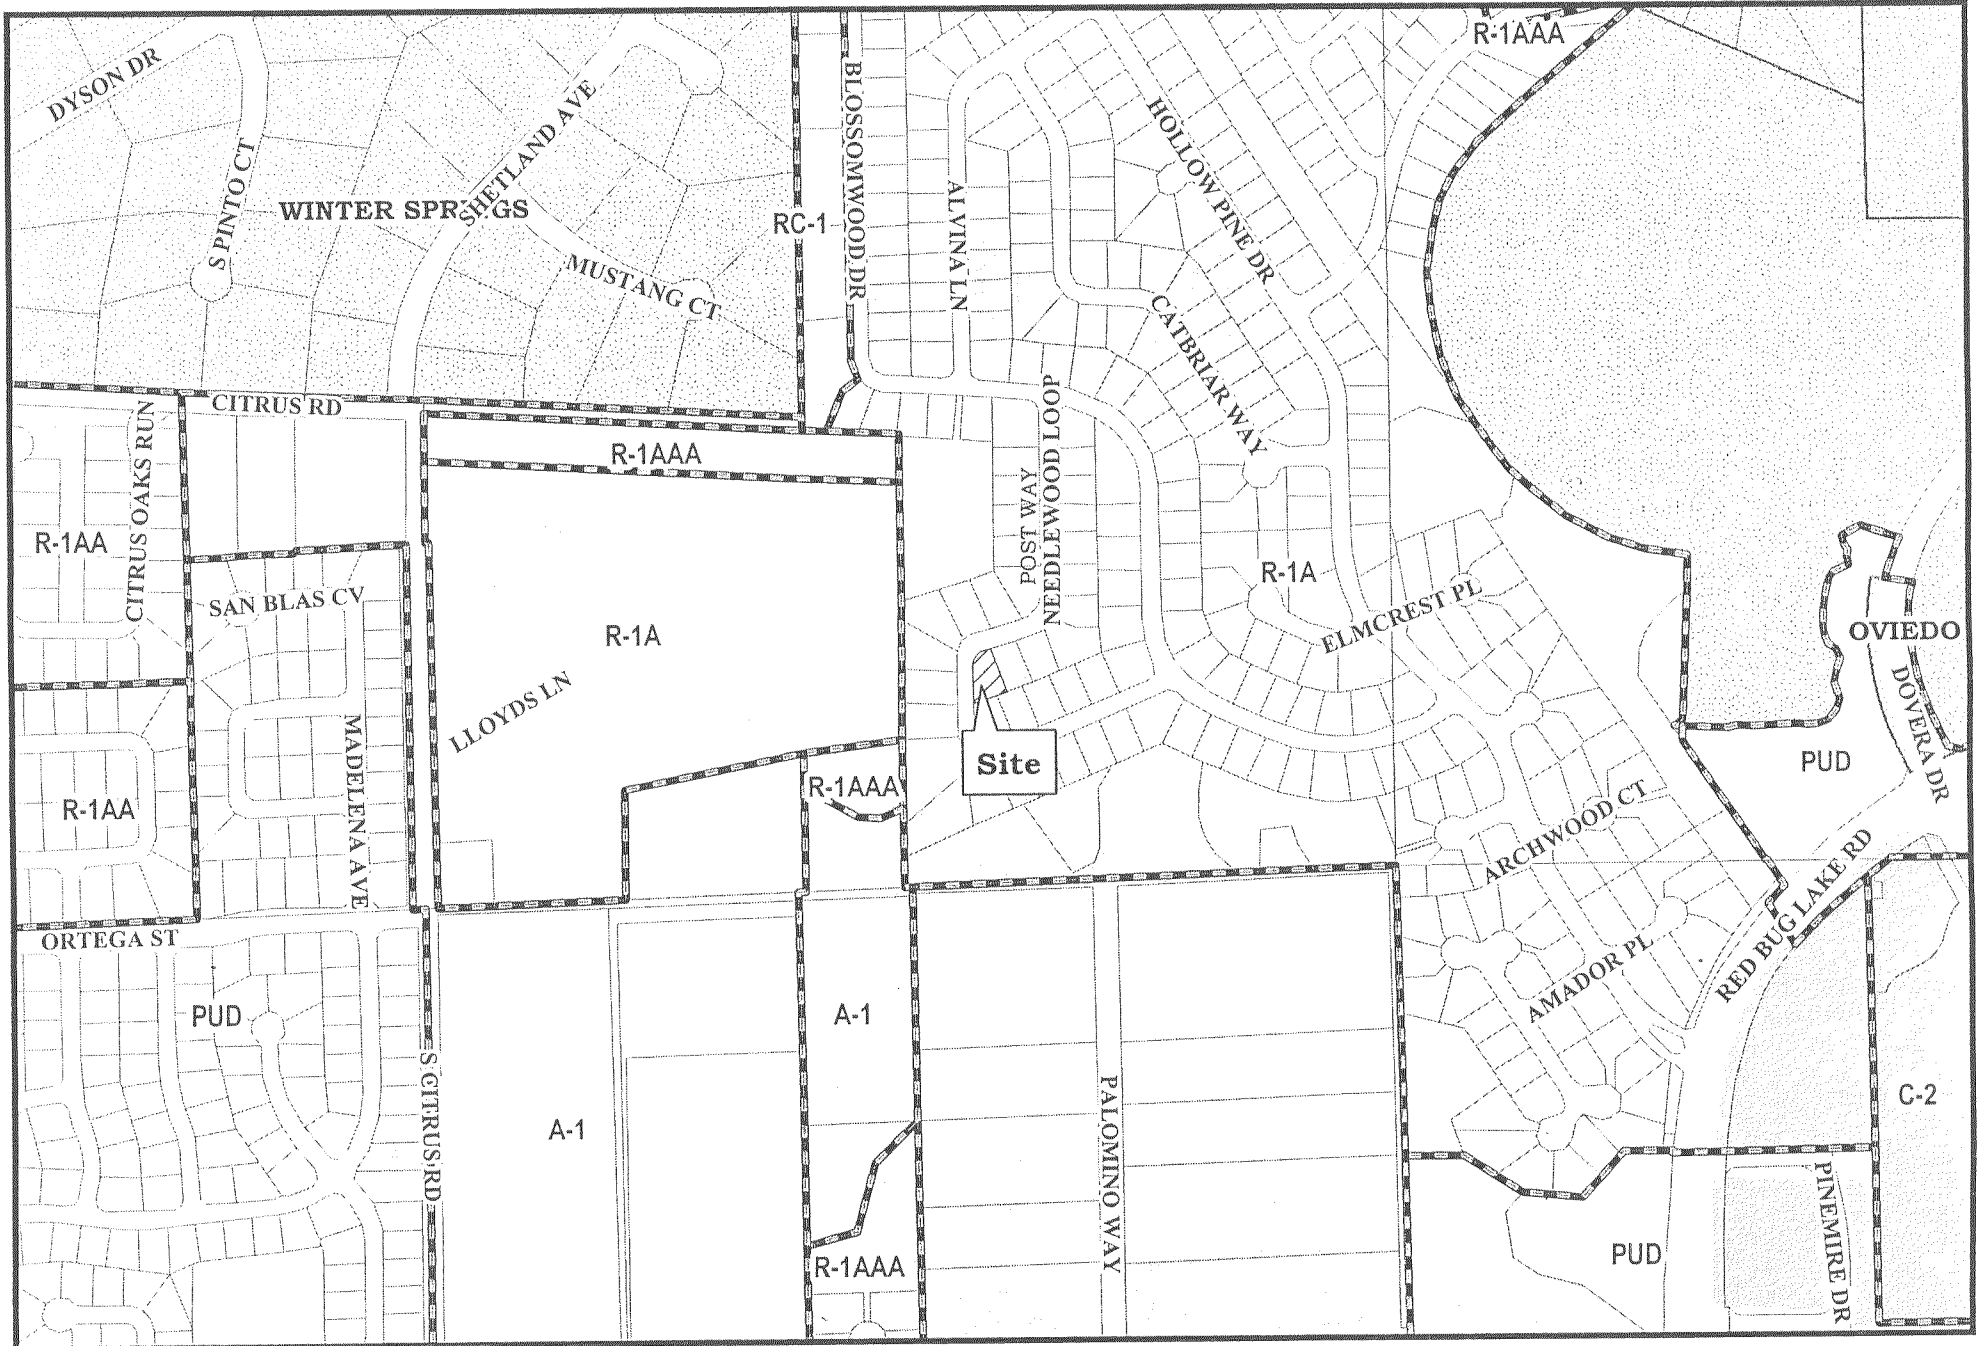 R-1AAA
DYSON DR
S PINTO CT
WINTER SPR GS
SHETLAND AVE
MUSTANG CT
RC-1
BLOSSOMWOOD DR
ALVINA LN
HOLLOW PINE DR
CATBRIAR WAY
CITRUS RD
CITRUS OAKS RUN
R-1AAA
R-1AA
SAN BLAS CV
R-1A
LLOYDS LN
MADELENA AVE
POST WAY
NEEDLEWOOD LOOP
R-1A
ELMCREST PL
OVIEDO
DOVERA DR
Site
PUD
R-1AAA
R-1AA
ARCHWOOD CT
RED BUG LAKE RD
AMADOR PL
ORTEGA ST
PUD
A-1
S CITRUS RD
A-1
PALOMINO WAY
C-2
R-1AAA
PUD
PINEMIRE DR